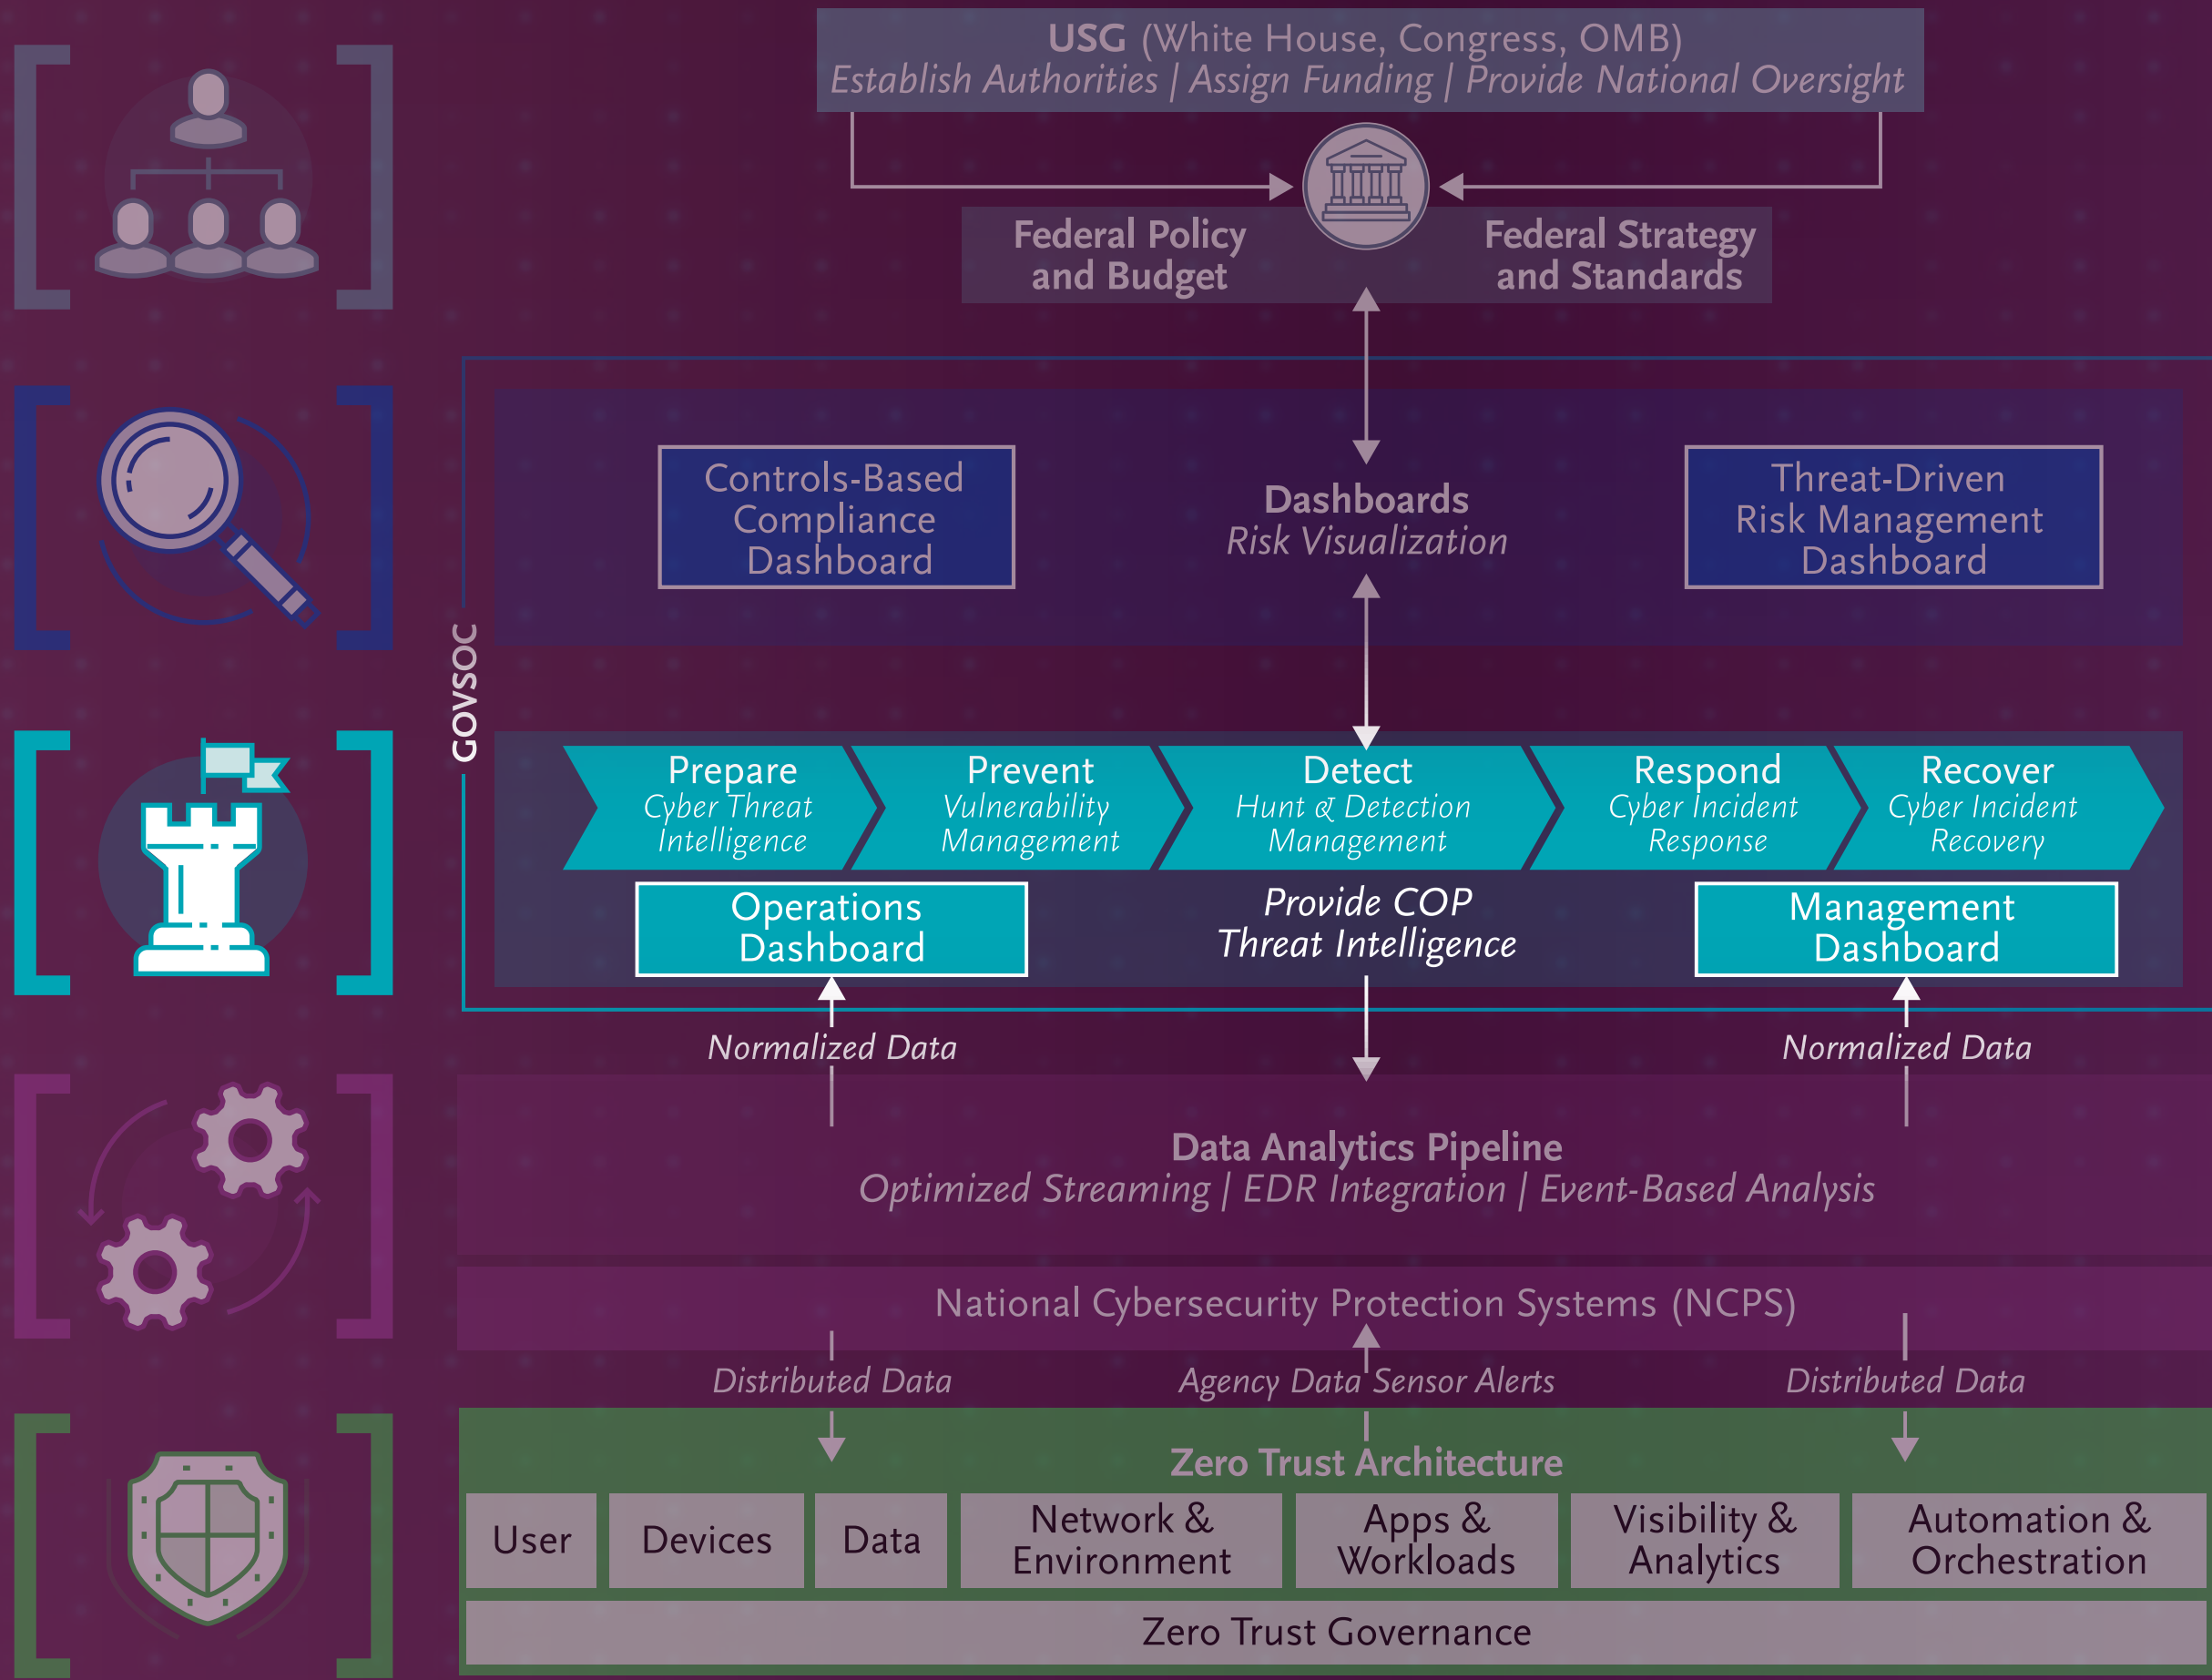 USG (White House, Congress, OMB)
Establish Authorities | Assign Funding | Provide National Oversight
Federal Policy
and Budget
Federal Strategy
and Standards
GOVSOC
Controls-Based
Compliance
Dashboard
Dashboards
Risk Visualization
Threat-Driven
Risk Management
Dashboard
Prepare
Cyber Threat
Intelligence
Prevent
Vulnerability
Management
Detect
Hunt & Detection
Management
Respond
Cyber Incident
Response
Recover
Cyber Incident
Recovery
Operations
Dashboard
Provide COP
Threat Intelligence
Management
Dashboard
Normalized Data
Normalized Data
Data Analytics Pipeline
Optimized Streaming | EDR Integration | Event-Based Analysis
National Cybersecurity Protection Systems (NCPS)
Distributed Data
Agency Data Sensor Alerts
Distributed Data
Zero Trust Architecture
User
Devices
Data
Network &
Environment
Apps &
Workloads
Visibility &
Analytics
Automation &
Orchestration
Zero Trust Governance